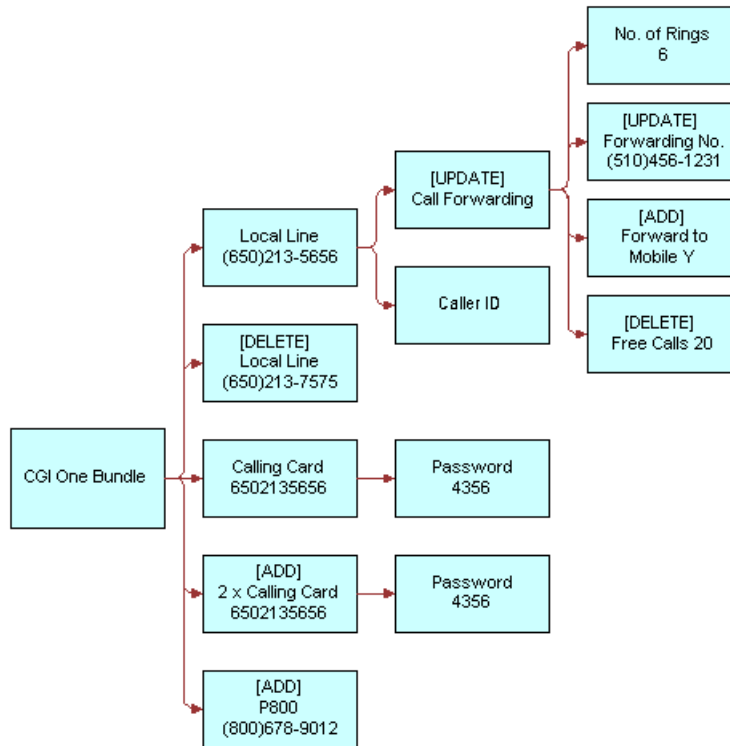 No. of Rings
6
[UPDATE]
Forwarding No.
(510)456-1231
[UPDATE]
Call Forwarding
[ADD]
Forward to
Mobile Y
Local Line
(650)213-5656
Caller ID
[DELETE]
Free Calls 20
[DELETE]
Local Line
(650)213-7575
CGI One Bundle
Calling Card
6502135656
Password
4356
[ADD]
2 x Calling Card
6502135656
Password
4356
[ADD]
P800
(800)678-9012